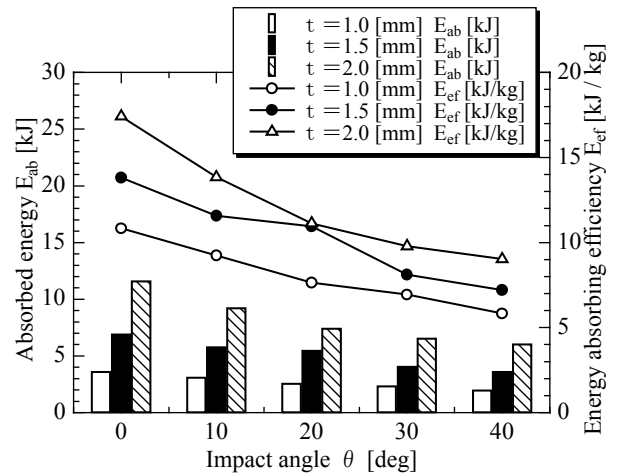 t = 1.0 [mm] E_ab [kJ]
t = 1.5 [mm] E_ab [kJ]
t = 2.0 [mm] E_ab [kJ]
t = 1.0 [mm] E_ef [kJ/kg]
t = 1.5 [mm] E_ef [kJ/kg]
t = 2.0 [mm] E_ef [kJ/kg]
Absorbed energy E_ab [kJ]
30
25
20
15
10
5
0
20
15
10
5
0
Energy absorbing efficiency E_ef [kJ / kg]
0 10 20 30 40
Impact angle θ [deg]